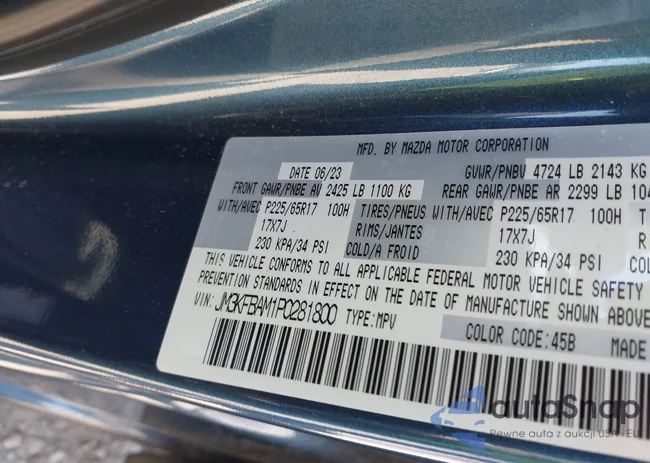 MFD. BY MAZDA MOTOR CORPORATION
DATE 06/23 GVWR/PNBV 4724 LB 2143 KG
FRONT GAWR/PNBE AV 2425 LB 1100 KG REAR GAWR/PNBE AR 2299 LB
WITH/AVEC P225/65R17 100H TIRES/PNEUS WITH/AVEC P225/65R17 100H
17X7J RIMS/JANTES 17X7J
230 KPA/34 PSI COLD/A FROID 230 KPA/34 PSI
THIS VEHICLE CONFORMS TO ALL APPLICABLE FEDERAL MOTOR VEHICLE SAFETY
PREVENTION STANDARDS IN EFFECT ON THE DATE OF MANUFACTURE SHOWN ABOVE
VIN: JM3KFBAM1P0281800 TYPE:MPV
COLOR CODE:45B MADE
autoSnap
Pewne auta z aukcji USA i EU